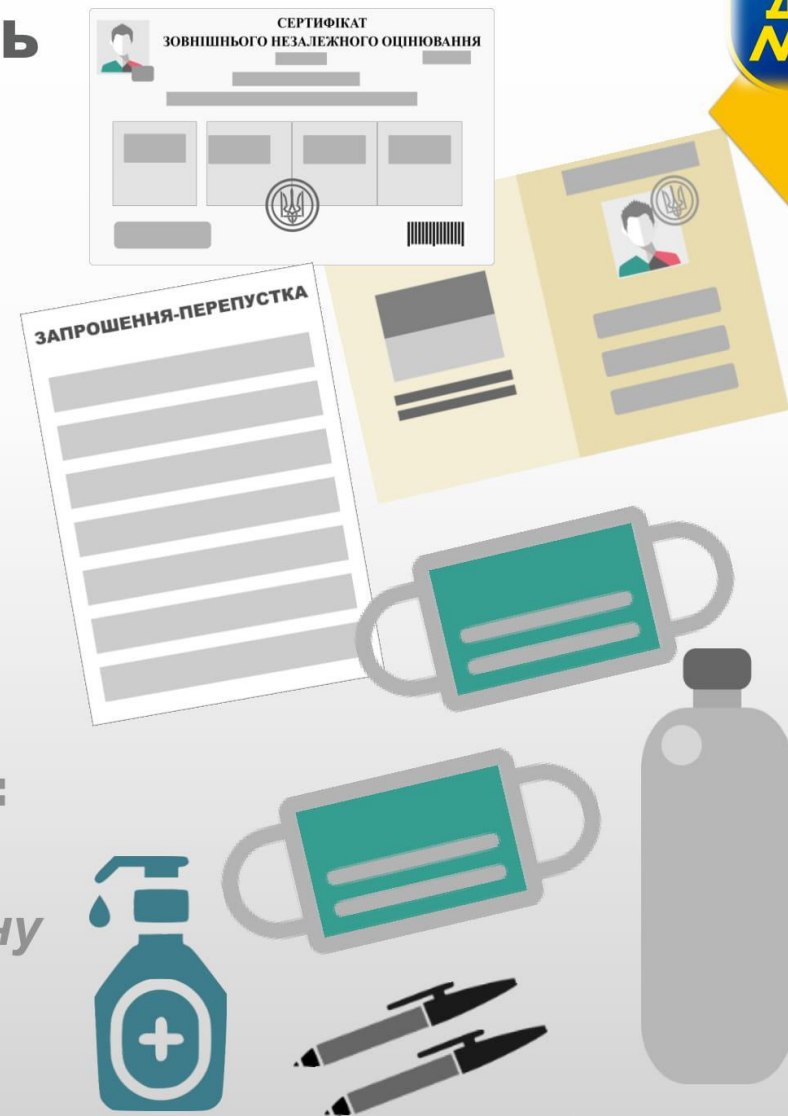 СЕРТИФІКАТ
ЗОВНІШНЬОГО НЕЗАЛЕЖНОГО ОЦІНЮВАННЯ
ЗАПРОШЕННЯ-ПЕРЕПУСТКА